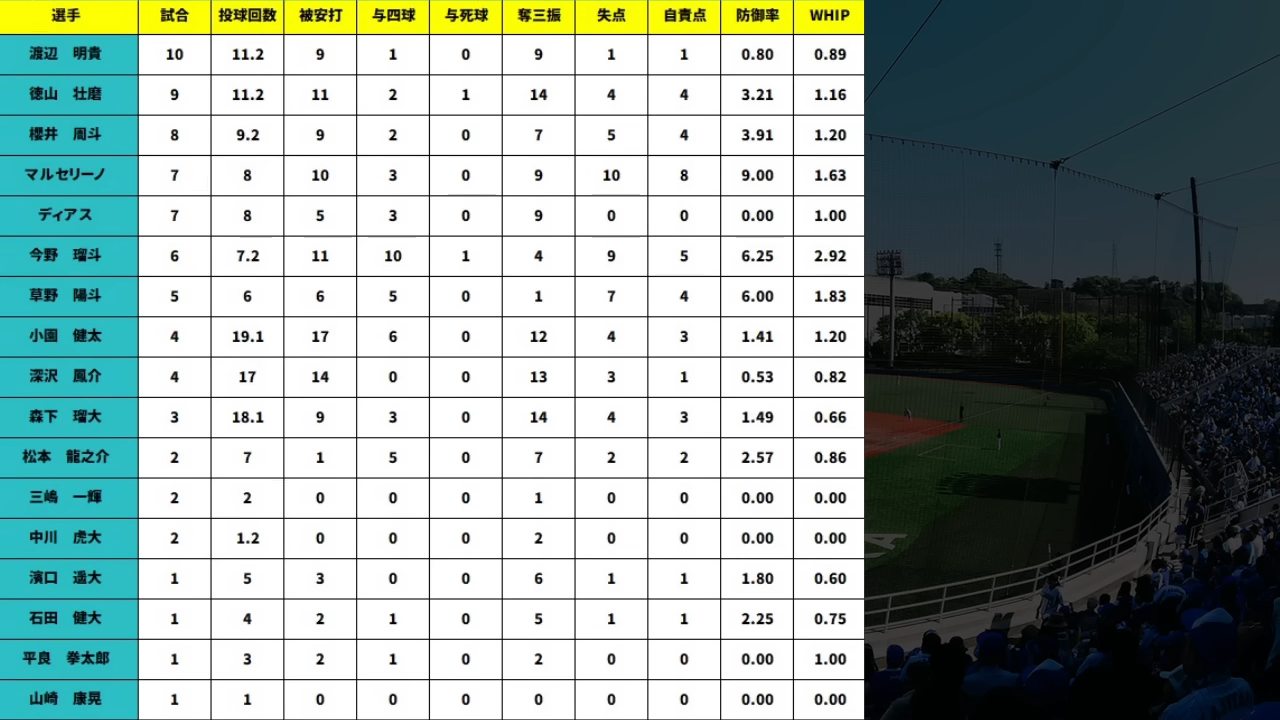 選手 試合 投球回数 被安打 与四球 与死球 奪三振 失点 自責点 防御率 WHIP
渡辺　明貴 10 11.2 9 1 0 9 1 1 0.80 0.89
徳山　壮磨 9 11.2 11 2 1 14 4 4 3.21 1.16
櫻井　周斗 8 9.2 9 2 0 7 5 4 3.91 1.20
マルセリーノ 7 8 10 3 0 9 10 8 9.00 1.63
ディアス 7 8 5 3 0 9 0 0 0.00 1.00
今野　瑠斗 6 7.2 11 10 1 4 9 5 6.25 2.92
草野　陽斗 5 6 6 5 0 1 7 4 6.00 1.83
小園　健太 4 19.1 17 6 0 12 4 3 1.41 1.20
深沢　鳳介 4 17 14 0 0 13 3 1 0.53 0.82
森下　瑠大 3 18.1 9 3 0 14 4 3 1.49 0.66
松本　龍之介 2 7 1 5 0 7 2 2 2.57 0.86
三嶋　一輝 2 2 0 0 0 1 0 0 0.00 0.00
中川　虎大 2 1.2 0 0 0 2 0 0 0.00 0.00
濱口　遥大 1 5 3 0 0 6 1 1 1.80 0.60
石田　健大 1 4 2 1 0 5 1 1 2.25 0.75
平良　拳太郎 1 3 2 1 0 2 0 0 0.00 1.00
山崎　康晃 1 1 0 0 0 0 0 0 0.00 0.00